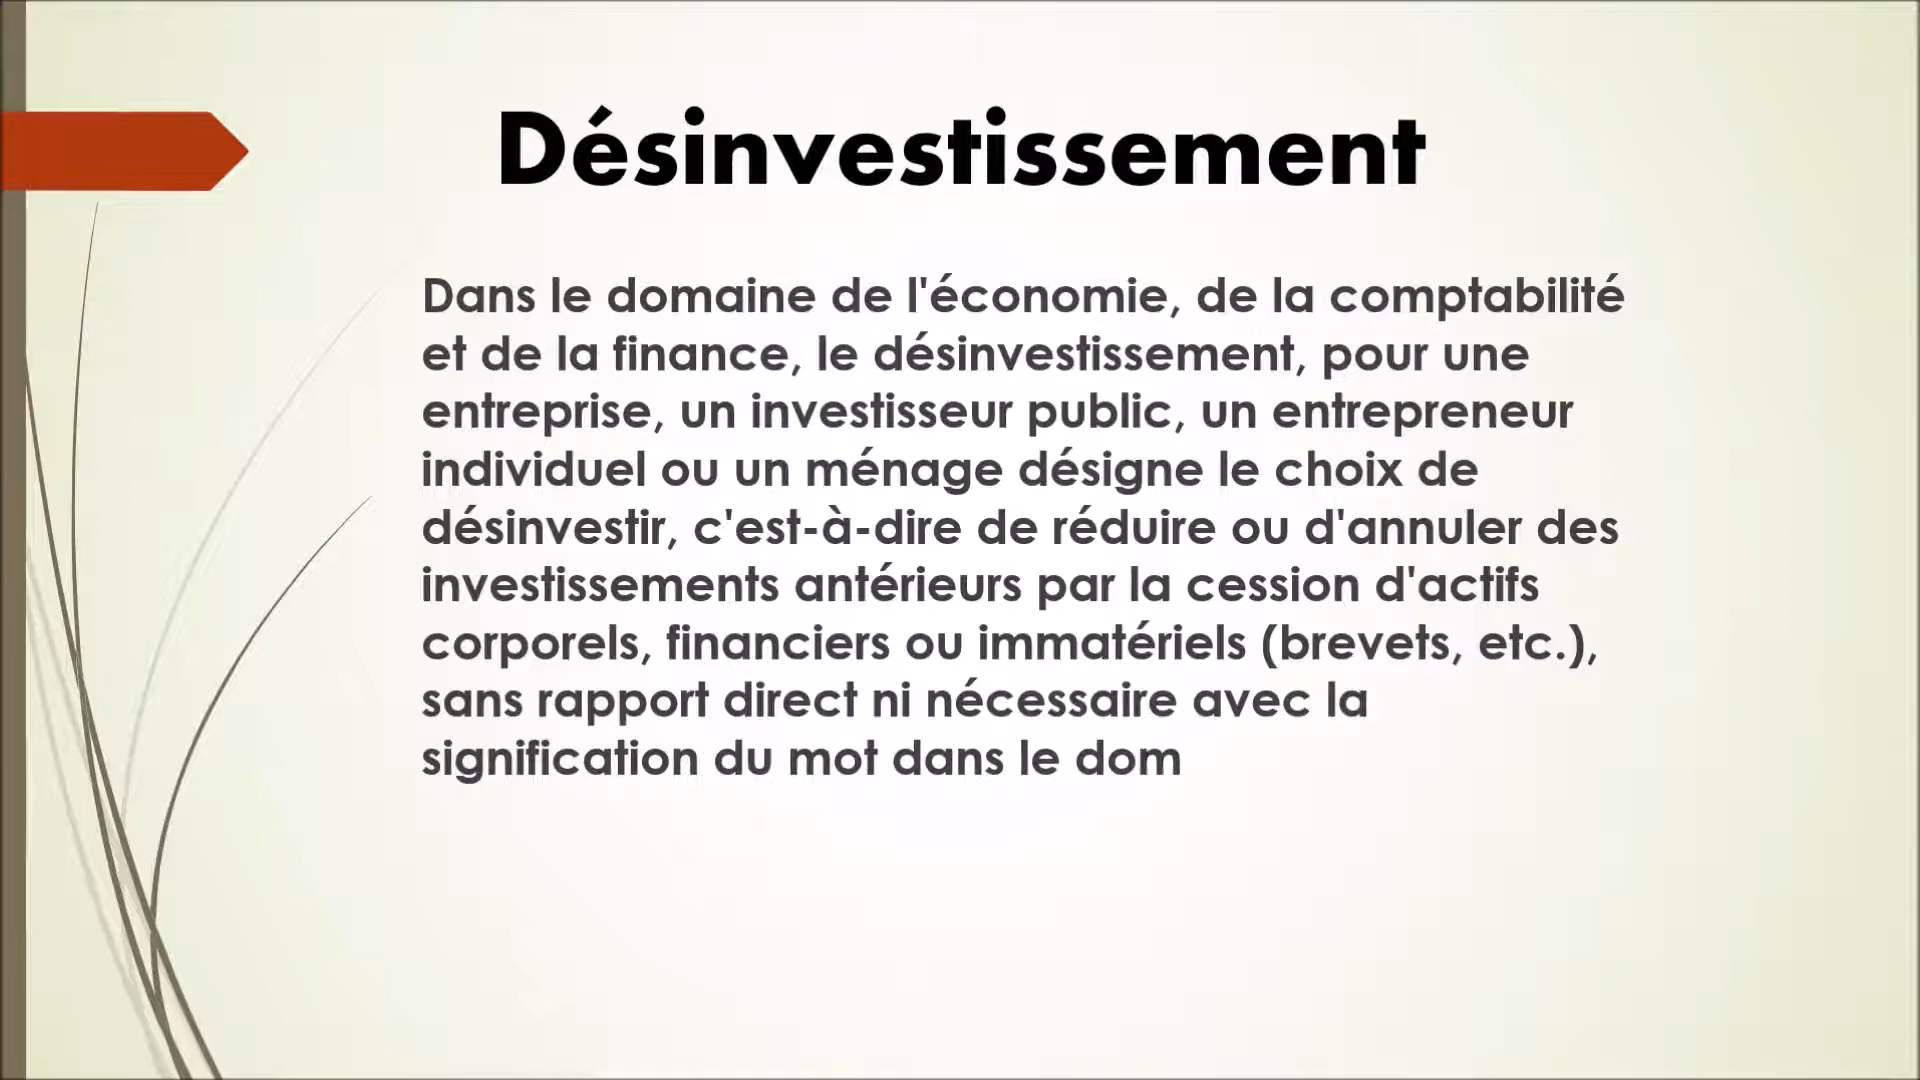 Désinvestissement
Dans le domaine de l'économie, de la comptabilité
et de la finance, le désinvestissement, pour une
entreprise, un investisseur public, un entrepreneur
individuel ou un ménage désigne le choix de
désinvestir, c'est-à-dire de réduire ou d'annuler des
investissements antérieurs par la cession d'actifs
corporels, financiers ou immatériels (brevets, etc.),
sans rapport direct ni nécessaire avec la
signification du mot dans le dom